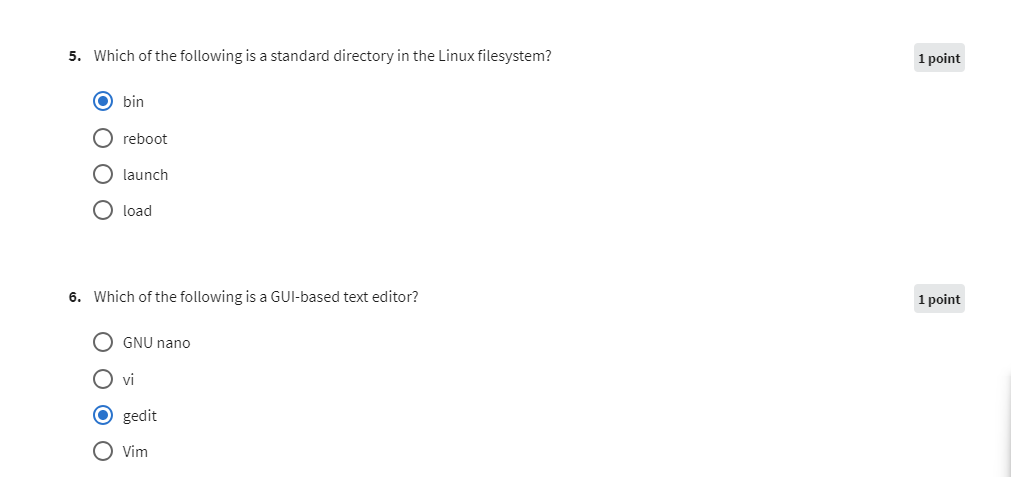 5. Which of the following is a standard directory in the Linux filesystem?
1 point
bin
reboot
launch
load
6. Which of the following is a GUI-based text editor?
1 point
GNU nano
vi
gedit
Vim